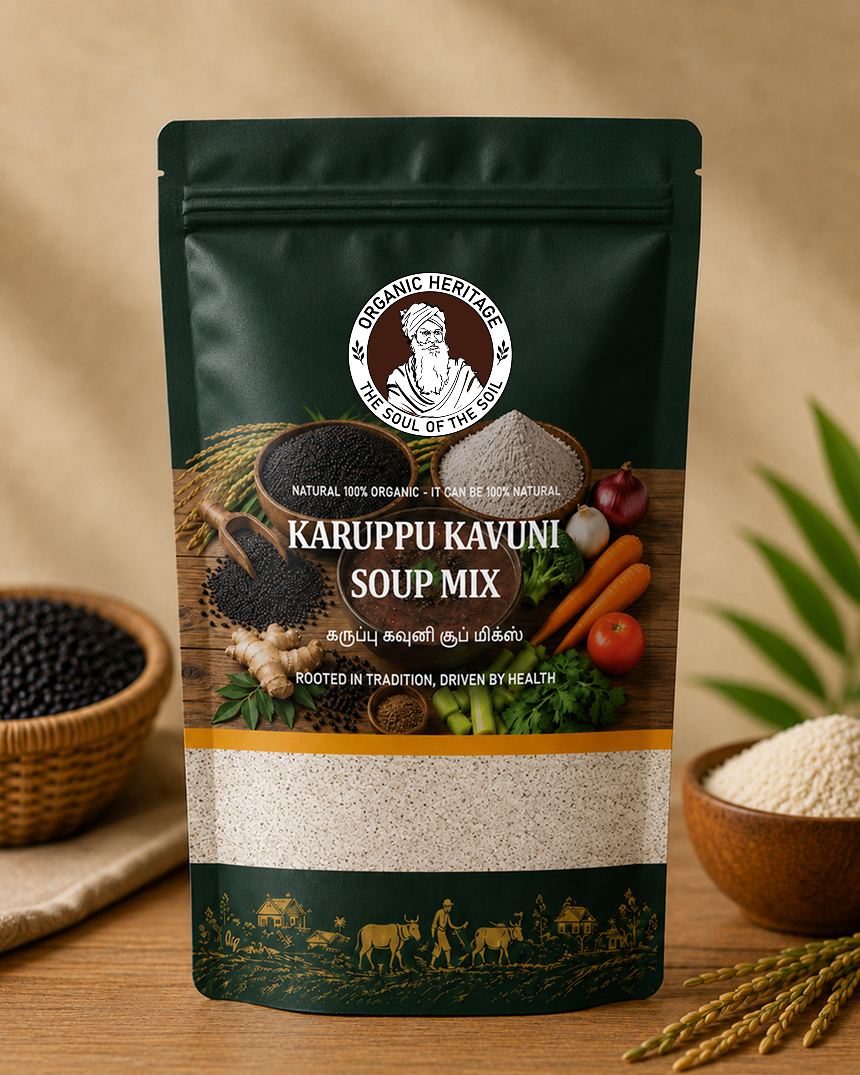 ORGANIC HERITAGE
THE SOUL OF THE SOIL
NATURAL 100% ORGANIC - IT CAN BE 100% NATURAL
KARUPPU KAVUNI
SOUP MIX
கருப்பு கவுனி சூப் மிக்ஸ்
ROOTED IN TRADITION, DRIVEN BY HEALTH